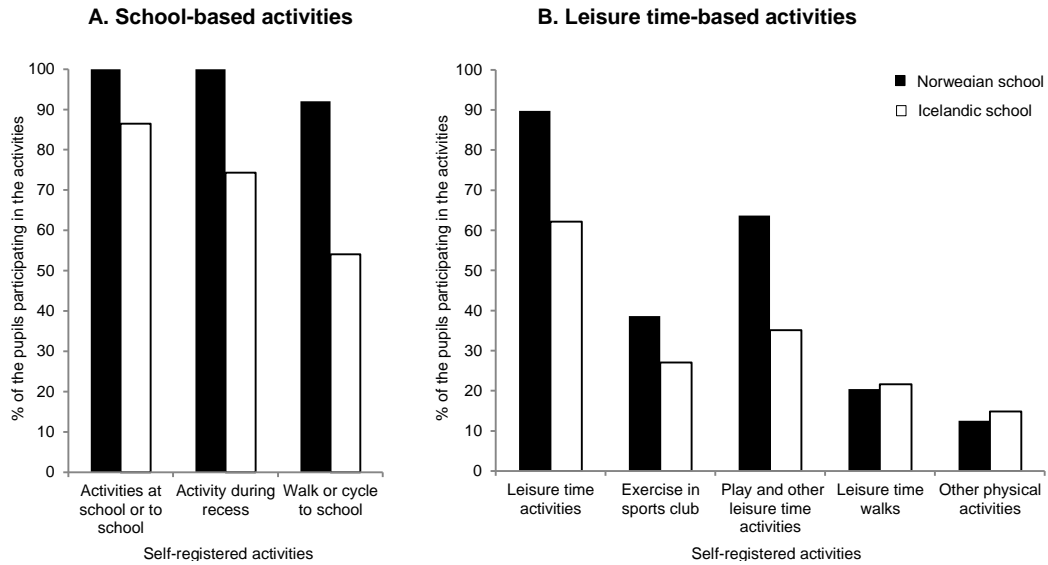 A. School-based activities
% of the pupils participating in the activities
100
90
80
70
60
50
40
30
20
10
0
Activities at
school or to
school
Activity during
recess
Walk or cycle
to school
Self-registered activities
B. Leisure time-based activities
% of the pupils participating in the activities
100
90
80
70
60
50
40
30
20
10
0
Norwegian school
Icelandic school
Leisure time
activities
Exercise in
sports club
Play and other
leisure time
activities
Leisure time
walks
Other physical
activities
Self-registered activities